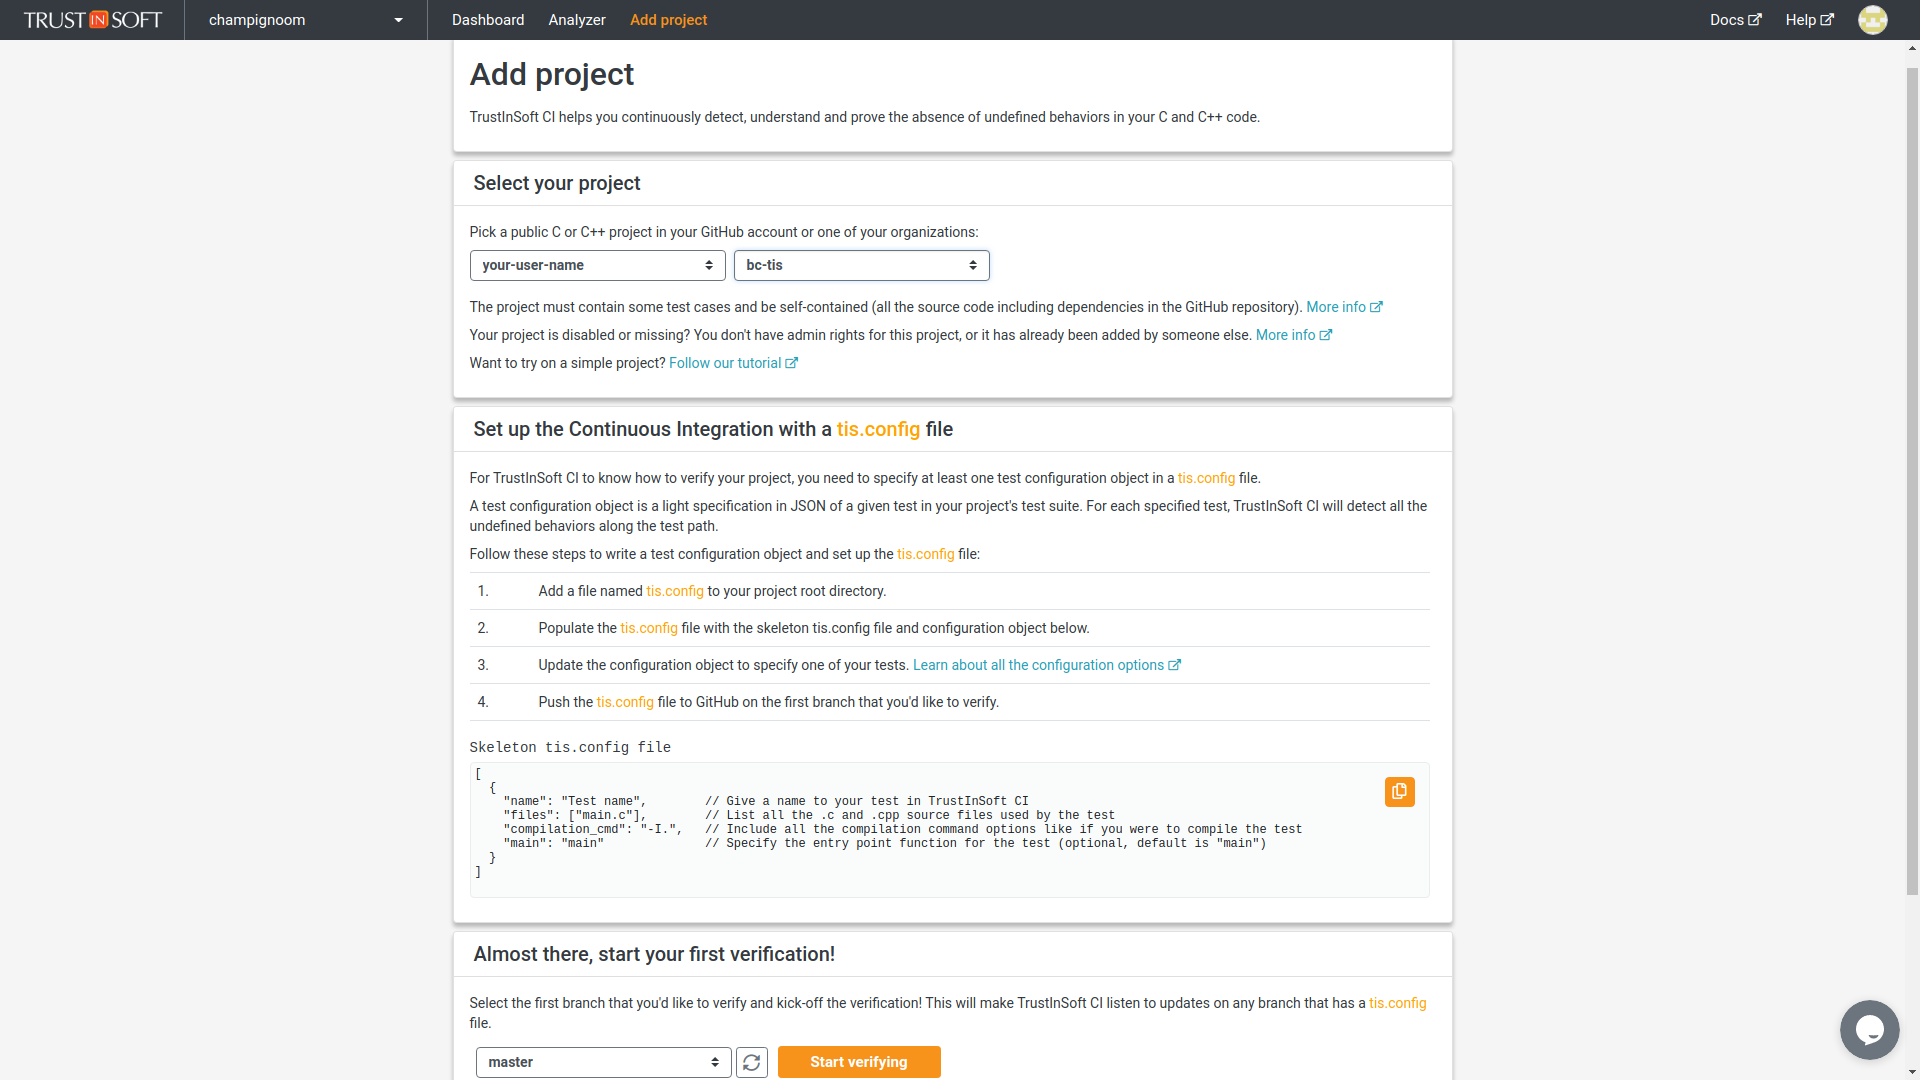 TRUST IN SOFT
champignoom
Dashboard Analyzer Add project
Docs Help
Add project
TrustInSoft CI helps you continuously detect, understand and prove the absence of undefined behaviors in your C and C++ code.
Select your project
Pick a public C or C++ project in your GitHub account or one of your organizations:
your-user-name bc-tis
The project must contain some test cases and be self-contained (all the source code including dependencies in the GitHub repository). More info
Your project is disabled or missing? You don't have admin rights for this project, or it has already been added by someone else. More info
Want to try on a simple project? Follow our tutorial
Set up the Continuous Integration with a tis.config file
For TrustInSoft CI to know how to verify your project, you need to specify at least one test configuration object in a tis.config file.
A test configuration object is a light specification in JSON of a given test in your project's test suite. For each specified test, TrustInSoft CI will detect all the
undefined behaviors along the test path.
Follow these steps to write a test configuration object and set up the tis.config file:
1. Add a file named tis.config to your project root directory.
2. Populate the tis.config file with the skeleton tis.config file and configuration object below.
3. Update the configuration object to specify one of your tests. Learn about all the configuration options
4. Push the tis.config file to GitHub on the first branch that you'd like to verify.
Skeleton tis.config file
[
  {
    "name": "Test name",        // Give a name to your test in TrustInSoft CI
    "files": ["main.c"],        // List all the .c and .cpp source files used by the test
    "compilation_cmd": "-I.",   // Include all the compilation command options like if you were to compile the test
    "main": "main"              // Specify the entry point function for the test (optional, default is "main")
  }
]
Almost there, start your first verification!
Select the first branch that you'd like to verify and kick-off the verification! This will make TrustInSoft CI listen to updates on any branch that has a tis.config
file.
master Start verifying